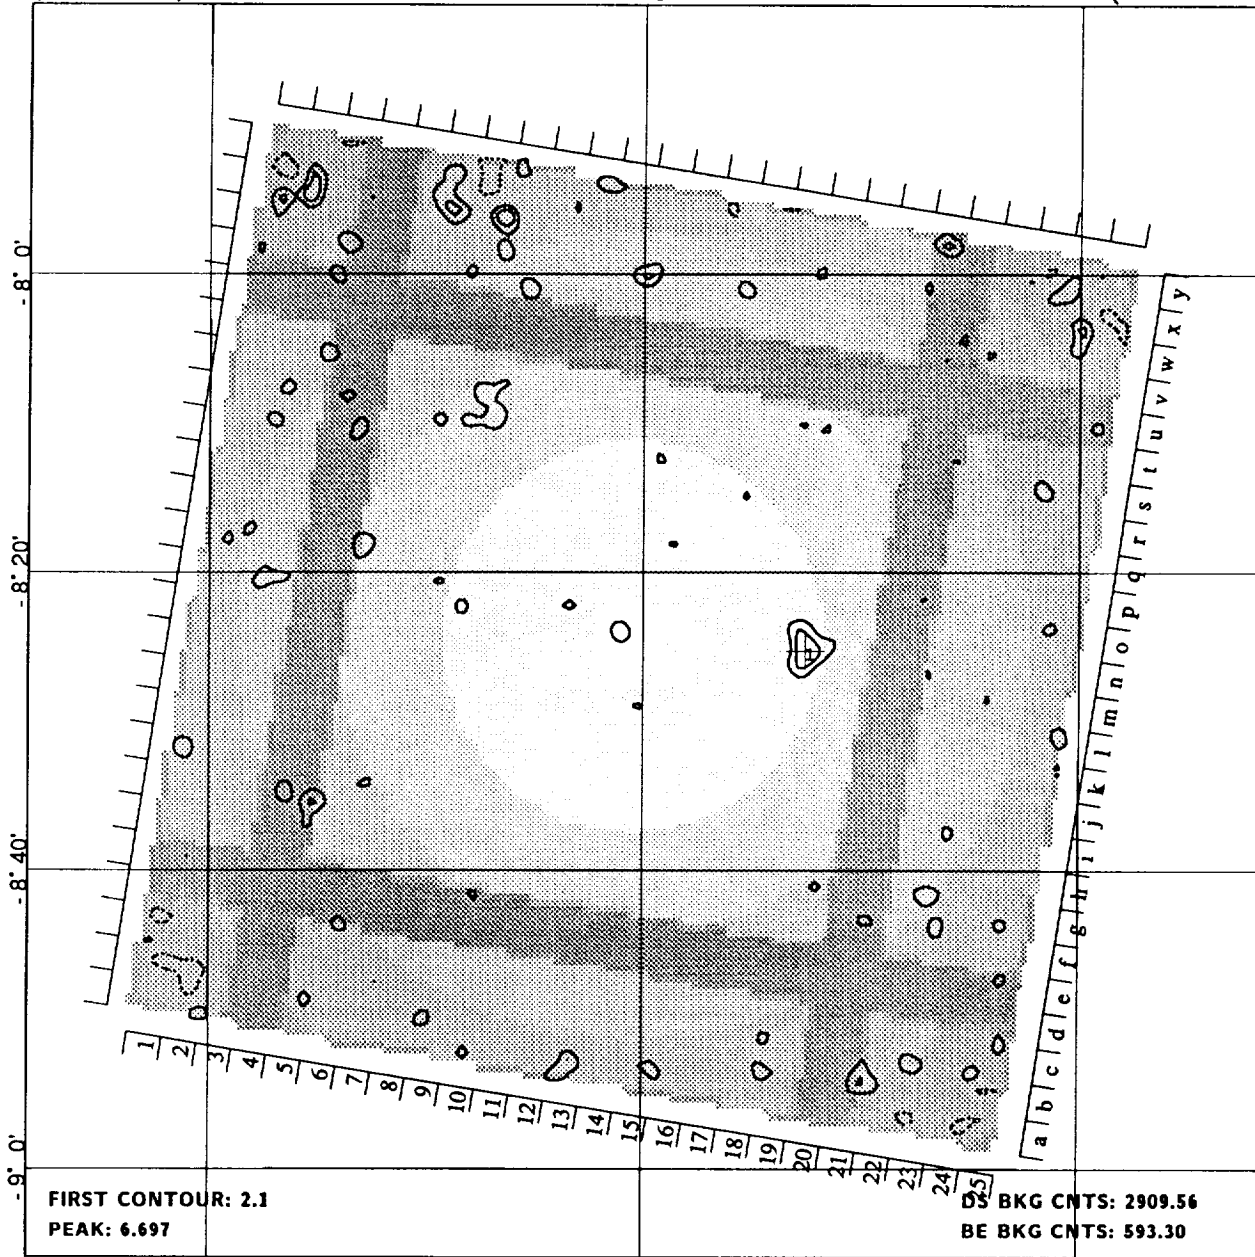 -8° 0'
y
x
w
v
u
t
s
r
q
-8° 20'
p
o
1
n
m
l
k
j
i
-8° 40'
h
g
f
e
d
c
b
a
1 2 3 4 5 6 7 8 9 10 11 12 13 14 15 16 17 18 19 20 21 22 23 24 25
-9° 0'
FIRST CONTOUR: 2.1
PEAK: 6.697
DS BKG CNTS: 2909.56
BE BKG CNTS: 593.30